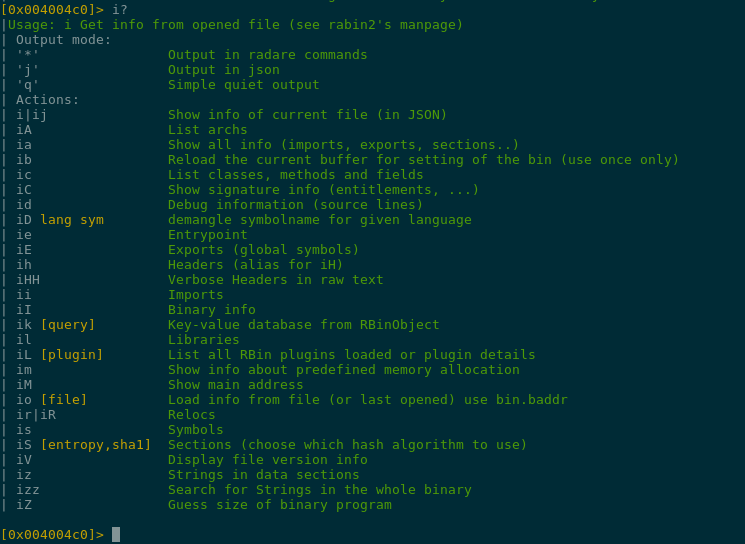 [0x004004c0]> i?
|Usage: i Get info from opened file (see rabin2's manpage)
| Output mode:
| '*'                Output in radare commands
| 'j'                Output in json
| 'q'                Simple quiet output
| Actions:
| i|ij               Show info of current file (in JSON)
| iA                 List archs
| ia                 Show all info (imports, exports, sections..)
| ib                 Reload the current buffer for setting of the bin (use once only)
| ic                 List classes, methods and fields
| iC                 Show signature info (entitlements, ...)
| id                 Debug information (source lines)
| iD lang sym        demangle symbolname for given language
| ie                 Entrypoint
| iE                 Exports (global symbols)
| ih                 Headers (alias for iH)
| iHH                Verbose Headers in raw text
| ii                 Imports
| iI                 Binary info
| ik [query]         Key-value database from RBinObject
| il                 Libraries
| iL [plugin]        List all RBin plugins loaded or plugin details
| im                 Show info about predefined memory allocation
| iM                 Show main address
| io [file]          Load info from file (or last opened) use bin.baddr
| ir|iR              Relocs
| is                 Symbols
| iS [entropy,sha1]  Sections (choose which hash algorithm to use)
| iV                 Display file version info
| iz                 Strings in data sections
| izz                Search for Strings in the whole binary
| iZ                 Guess size of binary program
[0x004004c0]>